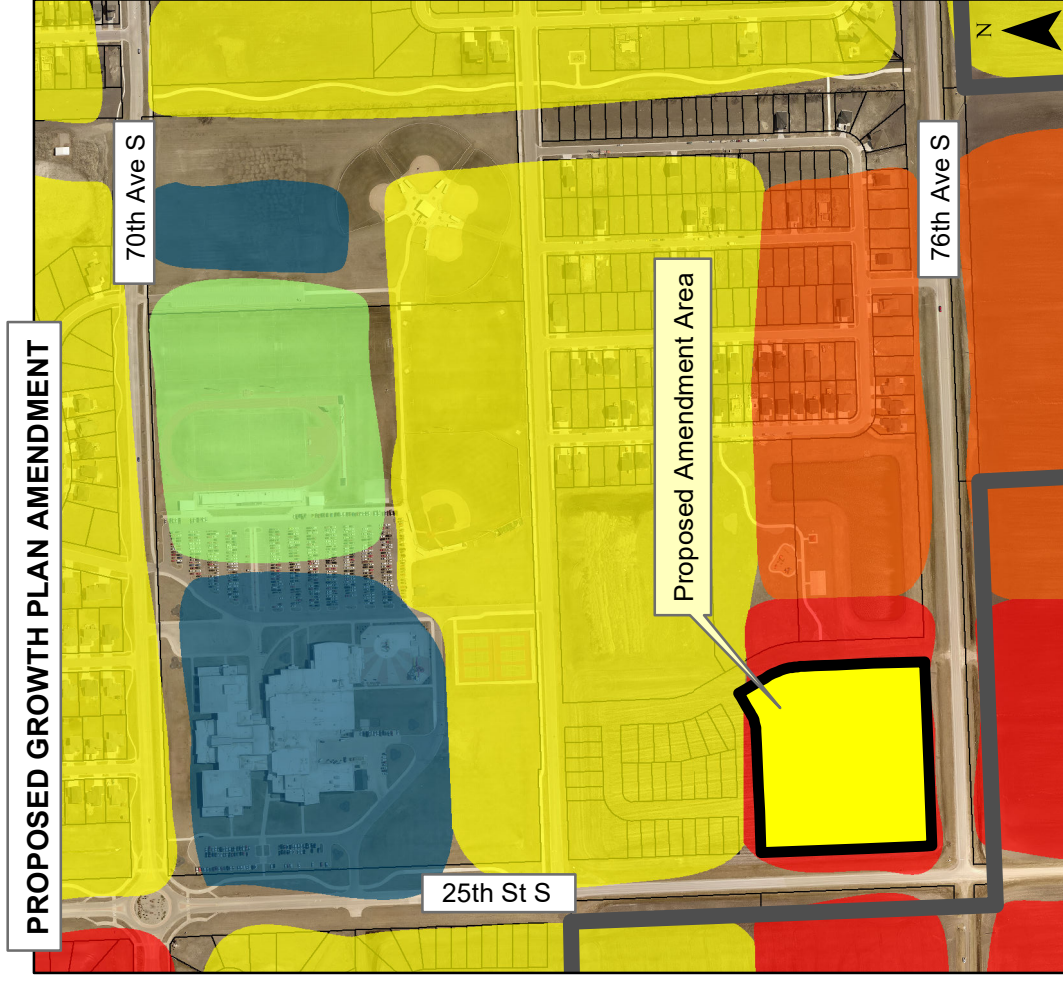 PROPOSED GROWTH PLAN AMENDMENT
70th Ave S
76th Ave S
25th St S
Proposed Amendment Area
N